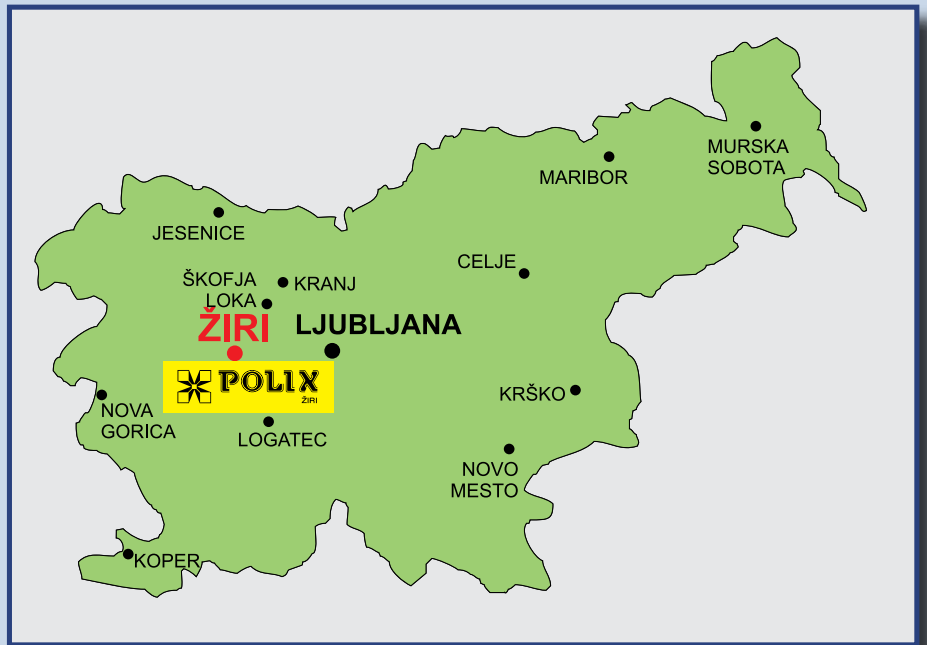 MURSKA
SOBOTA
MARIBOR
JESENICE
CELJE
ŠKOFJA
LOKA
KRANJ
ŽIRI
LJUBLJANA
POLIX
ŽIRI
KRŠKO
NOVA
GORICA
LOGATEC
NOVO
MESTO
KOPER